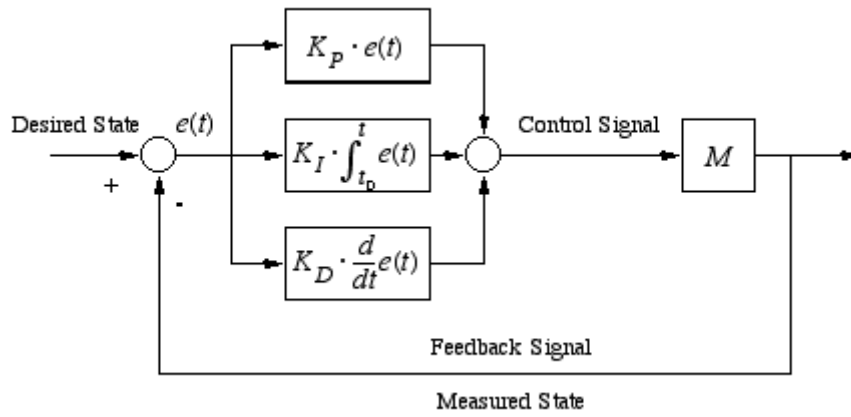 K_P · e(t)
Desired State
e(t)
+
-
K_I · ∫_{t_0}^{t} e(t)
Control Signal
M
K_D · d/dt e(t)
Feedback Signal
Measured State